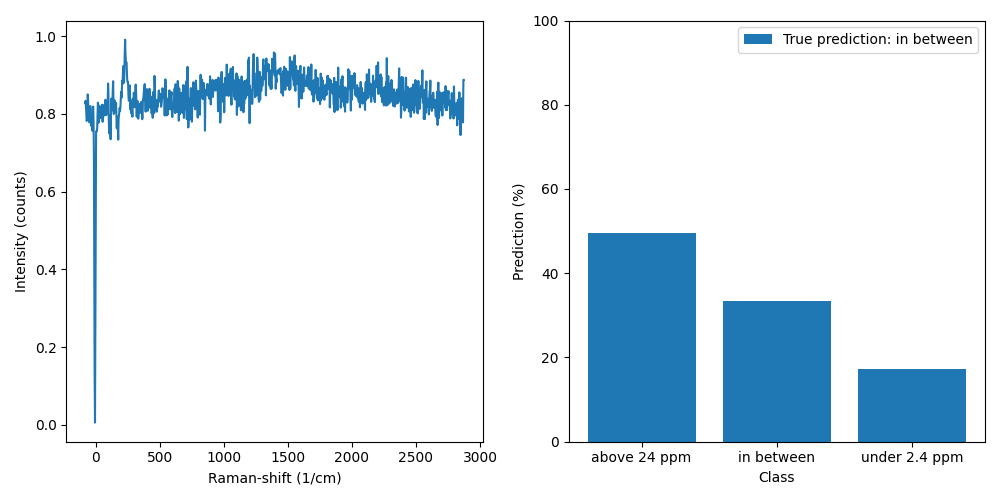 1.0
0.8
0.6
0.4
0.2
0.0
Intensity (counts)
0 500 1000 1500 2000 2500 3000
Raman-shift (1/cm)
True prediction: in between
100
80
60
40
20
0
Prediction (%)
above 24 ppm in between under 2.4 ppm
Class